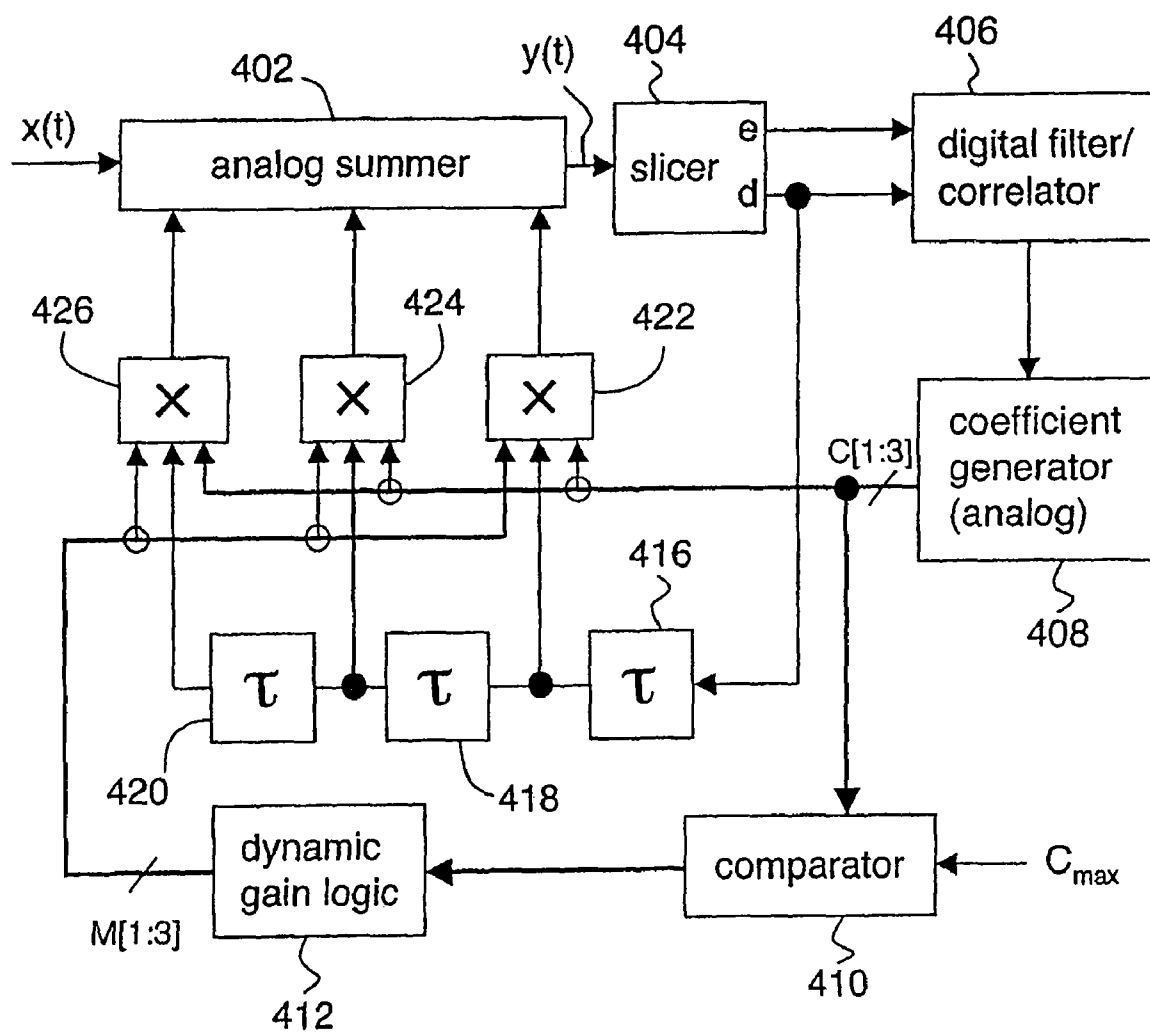 402
y(t)
404
406
x(t)
analog summer
slicer
e
d
digital filter/
correlator
426
424
422
×
×
×
C[1:3]
coefficient
generator
(analog)
408
416
τ
τ
τ
420
418
dynamic
gain logic
comparator
Cmax
M[1:3]
412
410